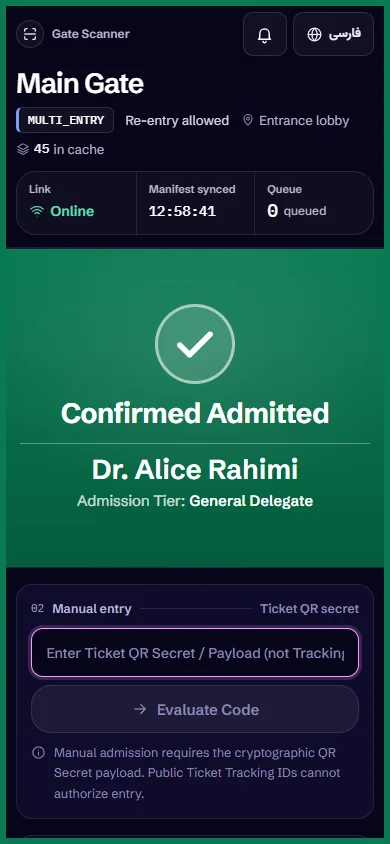 Gate Scanner
فارسی
Main Gate
MULTI_ENTRY Re-entry allowed Entrance lobby
45 in cache
Link Manifest synced Queue
Online 12:58:41 0 queued
Confirmed Admitted
Dr. Alice Rahimi
Admission Tier: General Delegate
02 Manual entry Ticket QR secret
Enter Ticket QR Secret / Payload (not Tracking
Evaluate Code
Manual admission requires the cryptographic QR
Secret payload. Public Ticket Tracking IDs cannot
authorize entry.